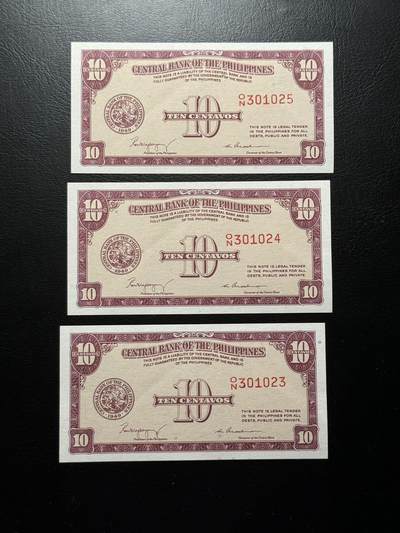 10 10
CENTRAL BANK OF THE PHILIPPINES
THIS NOTE IS A LIABILITY OF THE CENTRAL BANK AND IS
FULLY GUARANTEED BY THE GOVERNMENT OF THE REPUBLIC
OF THE PHILIPPINES
O/N 301025
10
TEN CENTAVOS
THIS NOTE IS LEGAL TENDER
IN THE PHILIPPINES FOR ALL
DEBTS, PUBLIC AND PRIVATE.
1949
10 10
10 10
CENTRAL BANK OF THE PHILIPPINES
THIS NOTE IS A LIABILITY OF THE CENTRAL BANK AND IS
FULLY GUARANTEED BY THE GOVERNMENT OF THE REPUBLIC
OF THE PHILIPPINES
O/N 301024
10
TEN CENTAVOS
THIS NOTE IS LEGAL TENDER
IN THE PHILIPPINES FOR ALL
DEBTS, PUBLIC AND PRIVATE.
1949
10 10
10 10
CENTRAL BANK OF THE PHILIPPINES
THIS NOTE IS A LIABILITY OF THE CENTRAL BANK AND IS
FULLY GUARANTEED BY THE GOVERNMENT OF THE REPUBLIC
OF THE PHILIPPINES
O/N 301023
10
TEN CENTAVOS
THIS NOTE IS LEGAL TENDER
IN THE PHILIPPINES FOR ALL
DEBTS, PUBLIC AND PRIVATE.
1949
10 10